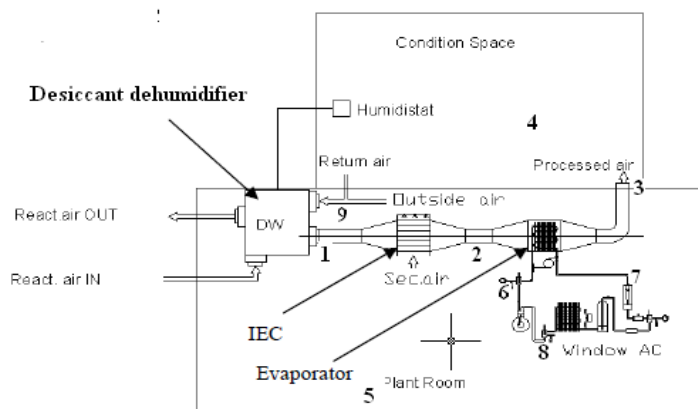 Condition Space
Desiccant dehumidifier
Humidistat
4
Return air
Processed air
3
Outside air
9
React.air OUT
DW
1
2
React. air IN
Sec.air
7
6
IEC
8
Window AC
Evaporator
5
Plant Room